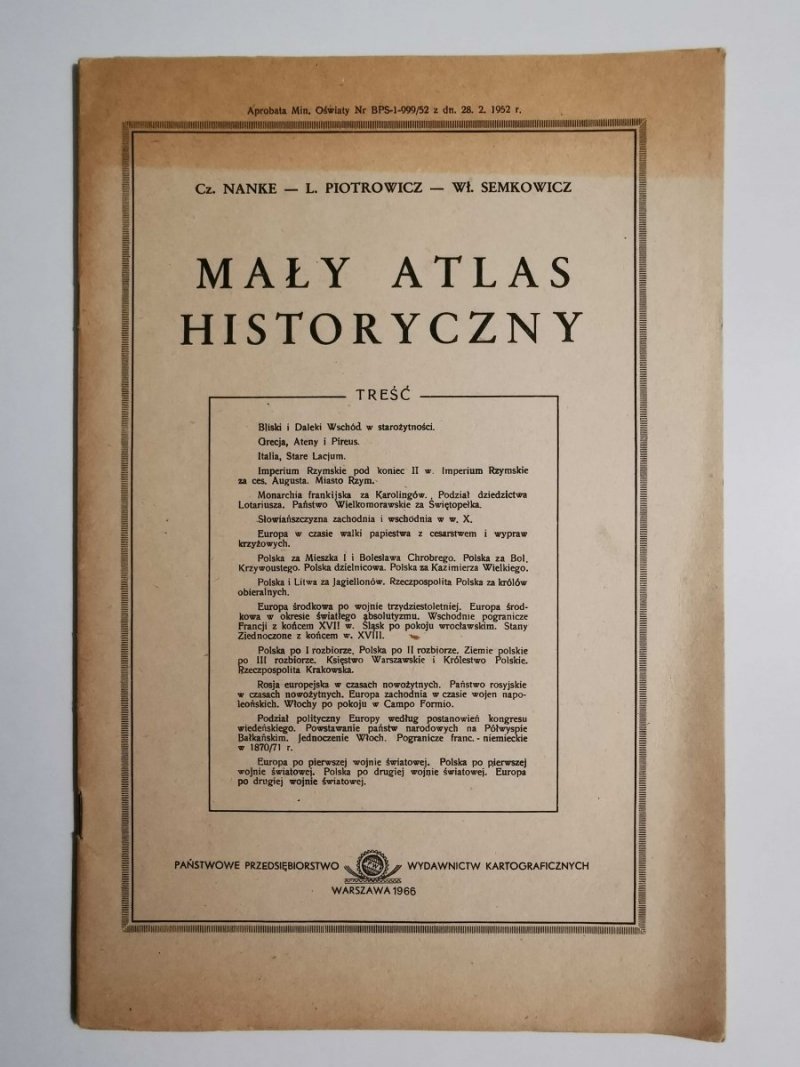 Aprobata Min. Oświaty Nr BPS-1-999/52 z dn. 28. 2. 1952 r.
Cz. NANKE — L. PIOTROWICZ — Wł. SEMKOWICZ
MAŁY ATLAS
HISTORYCZNY
TREŚĆ
Bliski i Daleki Wschód w starożytności.
Grecja, Ateny i Pireus.
Italia, Stare Lacjum.
Imperium Rzymskie pod koniec II w. Imperium Rzymskie
za ces. Augusta. Miasto Rzym.
Monarchia frankijska za Karolingów. Podział dziedzictwa
Lotariusza. Państwo Wielkomorawskie za Świętopełka.
Słowiańszczyzna zachodnia i wschodnia w w. X.
Europa w czasie walki papiestwa z cesarstwem i wypraw
krzyżowych.
Polska za Mieszka I i Bolesława Chrobrego. Polska za Bol.
Krzywoustego. Polska dzielnicowa. Polska za Kazimierza Wielkiego.
Polska i Litwa za Jagiellonów. Rzeczpospolita Polska za królów
obieralnych.
Europa środkowa po wojnie trzydziestoletniej. Europa środ-
kowa w okresie światłego absolutyzmu. Wschodnie pogranicze
Francji z końcem XVII w. Śląsk po pokoju wrocławskim. Stany
Ziednoczone z końcem w. XVIII.
Polska po I rozbiorze, Polska po II rozbiorze. Ziemie polskie
po III rozbiorze. Księstwo Warszawskie i Królestwo Polskie.
Rzeczpospolita Krakowska.
Rosja europejska w czasach nowożytnych. Państwo rosyjskie
w czasach nowożytnych. Europa zachodnia w czasie wojen napo-
leońskich. Włochy po pokoju w Campo Formio.
Podział polityczny Europy według postanowień kongresu
wiedeńskiego. Powstawanie państw narodowych na Półwyspie
Bałkańskim. Jednoczenie Włoch. Pogranicze franc. - niemieckie
w 1870/71 r.
Europa po pierwszej wojnie światowej. Polska po pierwszej
wojnie światowej. Polska po drugiej wojnie światowej. Europa
po drugiej wojnie światowej.
PAŃSTWOWE PRZEDSIĘBIORSTWO WYDAWNICTW KARTOGRAFICZNYCH
WARSZAWA 1966